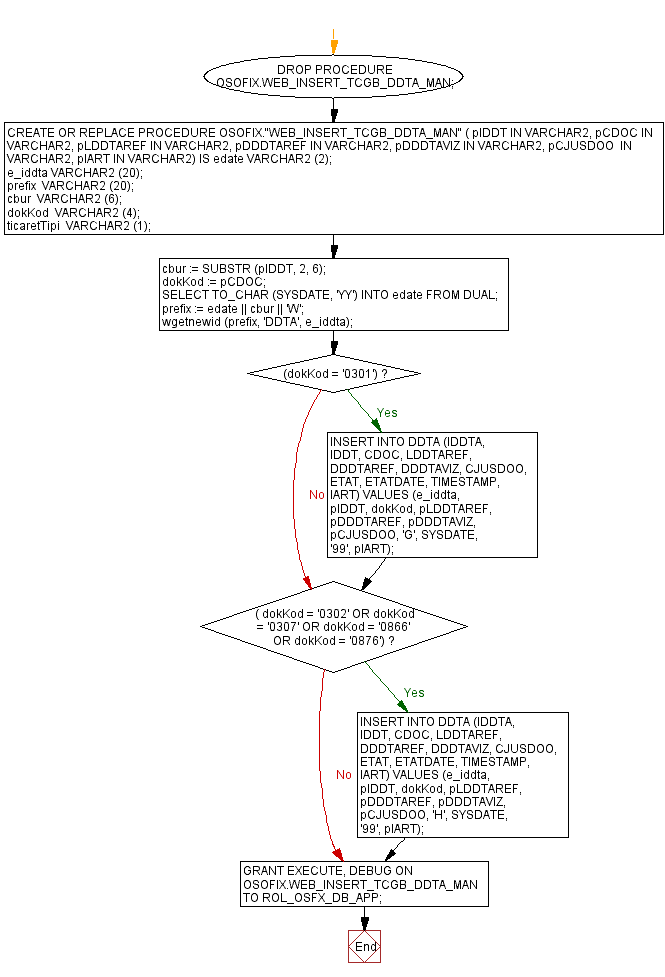 DROP PROCEDURE
OSOFIX.WEB_INSERT_TCGB_DDTA_MAN;
CREATE OR REPLACE PROCEDURE OSOFIX."WEB_INSERT_TCGB_DDTA_MAN" ( pIDDT IN VARCHAR2, pCDOC IN
VARCHAR2, pLDDTAREF IN VARCHAR2, pDDDTAREF IN VARCHAR2, pDDDTAVIZ IN VARCHAR2, pCJUSDOO IN
VARCHAR2, pIART IN VARCHAR2) IS edate VARCHAR2 (2);
e_iddta VARCHAR2 (20);
prefix VARCHAR2 (20);
cbur VARCHAR2 (6);
dokKod VARCHAR2 (4);
ticaretTipi VARCHAR2 (1);
cbur := SUBSTR (pIDDT, 2, 6);
dokKod := pCDOC;
SELECT TO_CHAR (SYSDATE, 'YY') INTO edate FROM DUAL;
prefix := edate || cbur || 'W';
wgetnewid (prefix, 'DDTA', e_iddta);
(dokKod = '0301') ?
Yes
INSERT INTO DDTA (IDDTA,
IDDT, CDOC, LDDTAREF,
DDDTAREF, DDDTAVIZ, CJUSDOO,
ETAT, ETATDATE, TIMESTAMP,
IART) VALUES (e_iddta,
pIDDT, dokKod, pLDDTAREF,
pDDDTAREF, pDDDTAVIZ,
pCJUSDOO, 'G', SYSDATE,
'99', pIART);
No
( dokKod = '0302' OR dokKod
= '0307' OR dokKod = '0866'
OR dokKod = '0876') ?
Yes
INSERT INTO DDTA (IDDTA,
IDDT, CDOC, LDDTAREF,
DDDTAREF, DDDTAVIZ, CJUSDOO,
ETAT, ETATDATE, TIMESTAMP,
IART) VALUES (e_iddta,
pIDDT, dokKod, pLDDTAREF,
pDDDTAREF, pDDDTAVIZ,
pCJUSDOO, 'H', SYSDATE,
'99', pIART);
No
GRANT EXECUTE, DEBUG ON
OSOFIX.WEB_INSERT_TCGB_DDTA_MAN
TO ROL_OSFX_DB_APP;
End